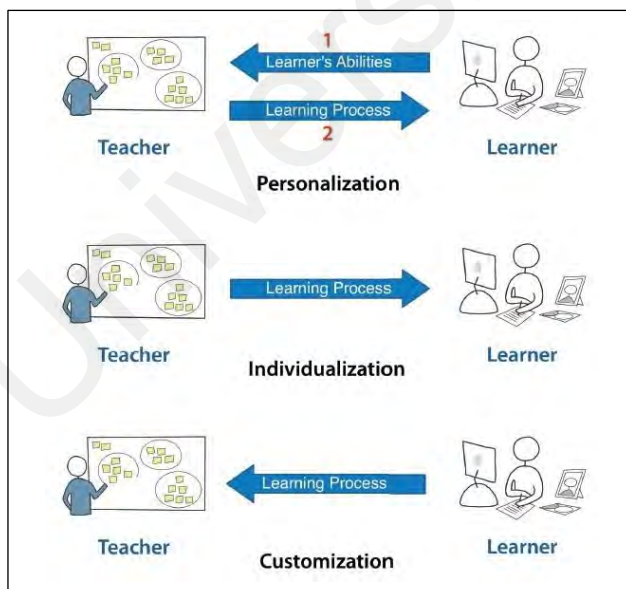 1
Learner's Abilities
Learning Process
2
Teacher
Learner
Personalization
Learning Process
Teacher
Learner
Individualization
Learning Process
Teacher
Learner
Customization
Univers